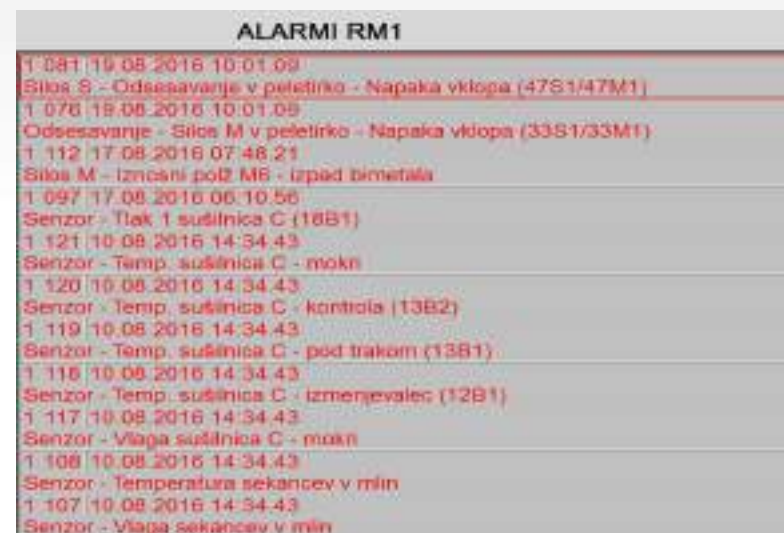 ALARMI RM1
1 081 19.08.2016 10:01:09
Silos S - Odsesavanje v peletirko - Napaka vklopa (47S1/47M1)
1 076 19.08.2016 10:01:09
Odsesavanje - Silos M v peletirko - Napaka vklopa (33S1/33M1)
1 112 17.08.2016 07:48:21
Silos M - Iznosni polž M6 - izpad bimetala
1 097 17.08.2016 06:10:56
Senzor - Tlak 1 sušilnica C (16B1)
1 121 10.08.2016 14:34:43
Senzor - Temp. sušilnica C - mokri
1 120 10.08.2016 14:34:43
Senzor - Temp. sušilnica C - kontrola (13B2)
1 119 10.08.2016 14:34:43
Senzor - Temp. sušilnica C - pod trakom (13B1)
1 118 10.08.2016 14:34:43
Senzor - Temp. sušilnica C - izmenjevalec (12B1)
1 117 10.08.2016 14:34:43
Senzor - Vlaga sušilnica C - mokri
1 108 10.08.2016 14:34:43
Senzor - Temperatura sekancev v mlin
1 107 10.08.2016 14:34:43
Senzor - Vlaga sekancev v mlin